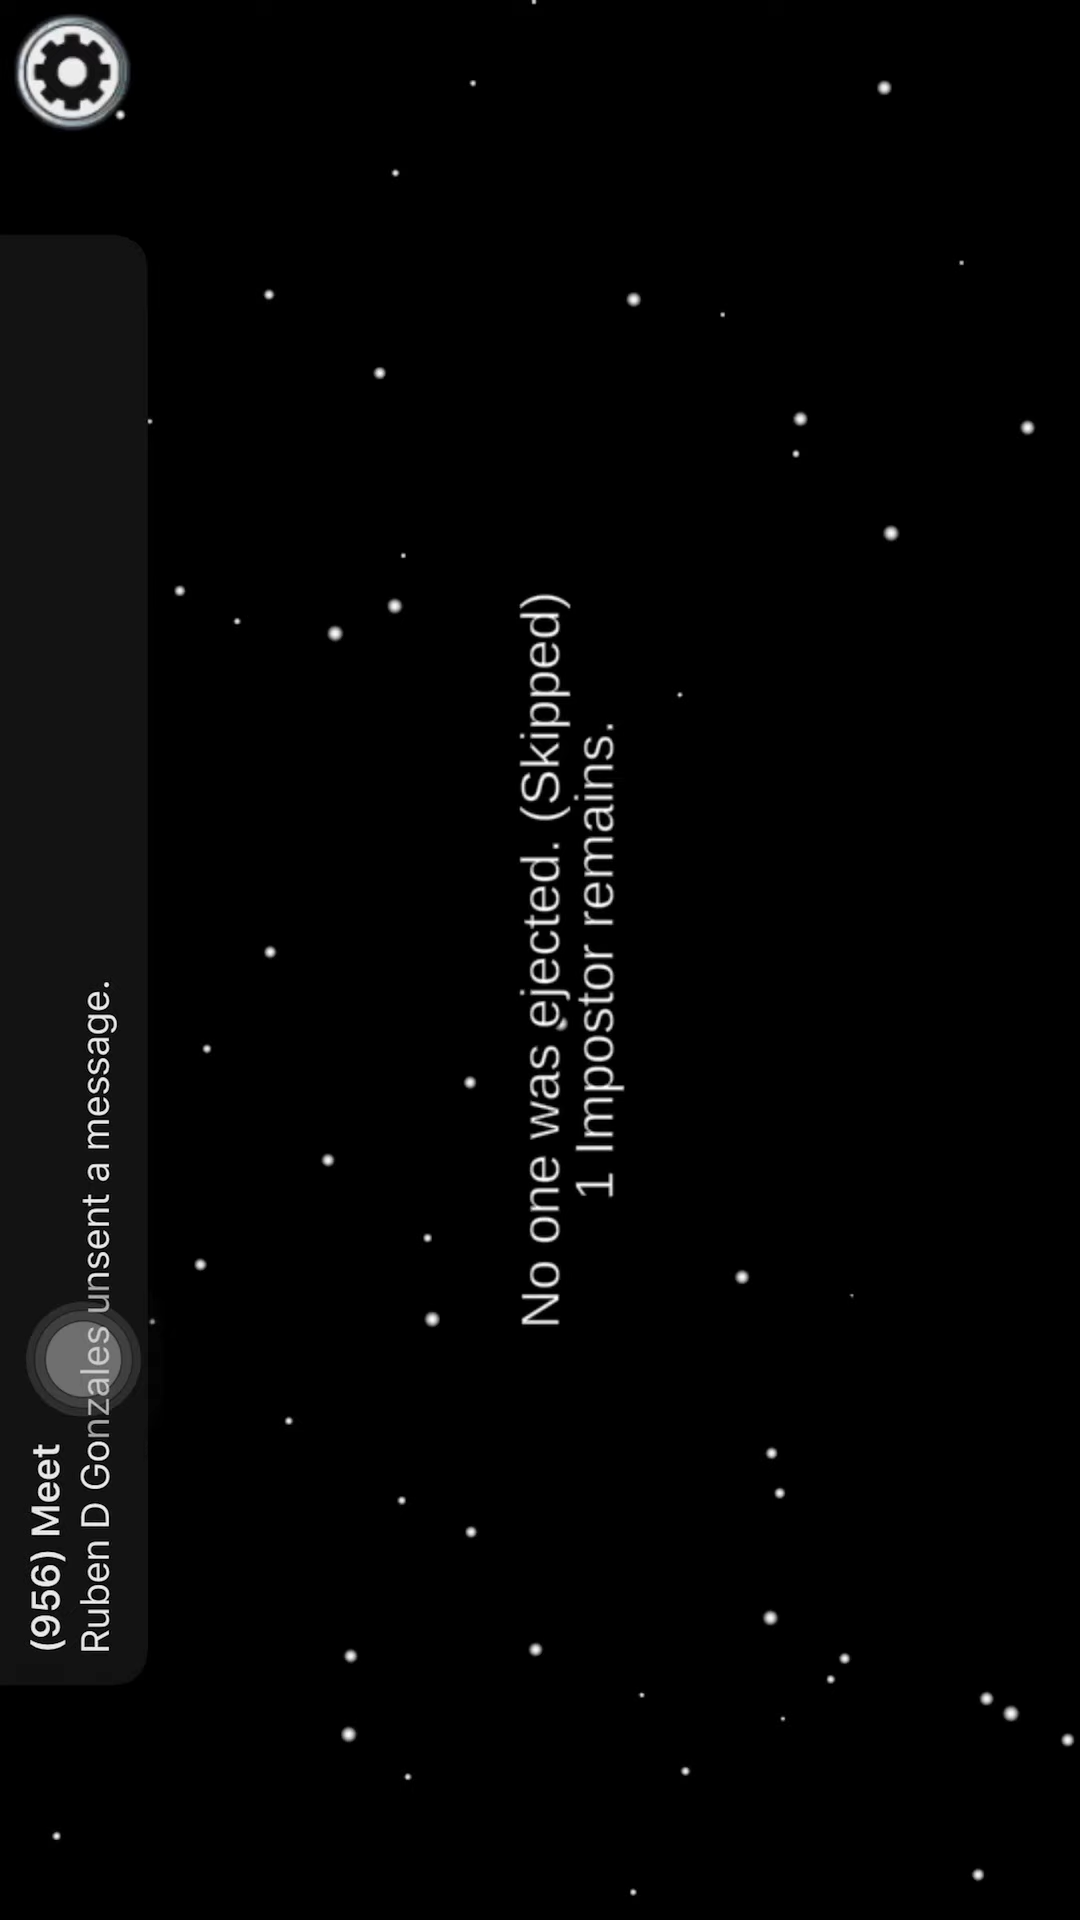 (956) Meet
Ruben D Gonzales unsent a message.
No one was ejected. (Skipped)
1 Impostor remains.